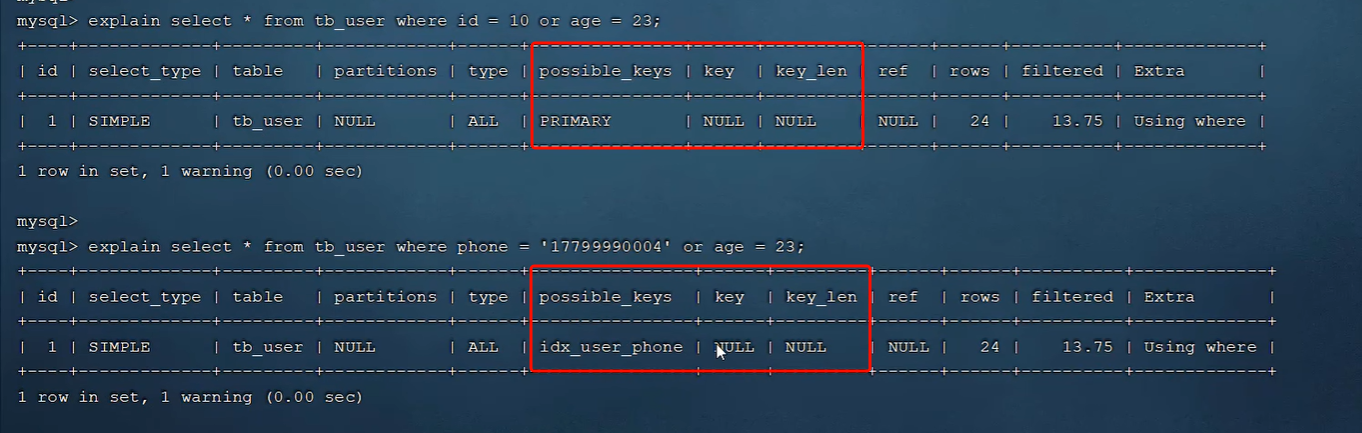 mysql> explain select * from tb_user where id = 10 or age = 23;
+----+-------------+---------+------------+------+---------------+------+---------+------+------+----------+-------------+
| id | select_type | table   | partitions | type | possible_keys | key  | key_len | ref  | rows | filtered | Extra       |
+----+-------------+---------+------------+------+---------------+------+---------+------+------+----------+-------------+
|  1 | SIMPLE      | tb_user | NULL       | ALL  | PRIMARY       | NULL | NULL    | NULL |   24 |    13.75 | Using where |
+----+-------------+---------+------------+------+---------------+------+---------+------+------+----------+-------------+
1 row in set, 1 warning (0.00 sec)
mysql>
mysql> explain select * from tb_user where phone = '17799990004' or age = 23;
+----+-------------+---------+------------+------+----------------+------+---------+------+------+----------+-------------+
| id | select_type | table   | partitions | type | possible_keys  | key  | key_len | ref  | rows | filtered | Extra       |
+----+-------------+---------+------------+------+----------------+------+---------+------+------+----------+-------------+
|  1 | SIMPLE      | tb_user | NULL       | ALL  | idx_user_phone | NULL | NULL    | NULL |   24 |    13.75 | Using where |
+----+-------------+---------+------------+------+----------------+------+---------+------+------+----------+-------------+
1 row in set, 1 warning (0.00 sec)